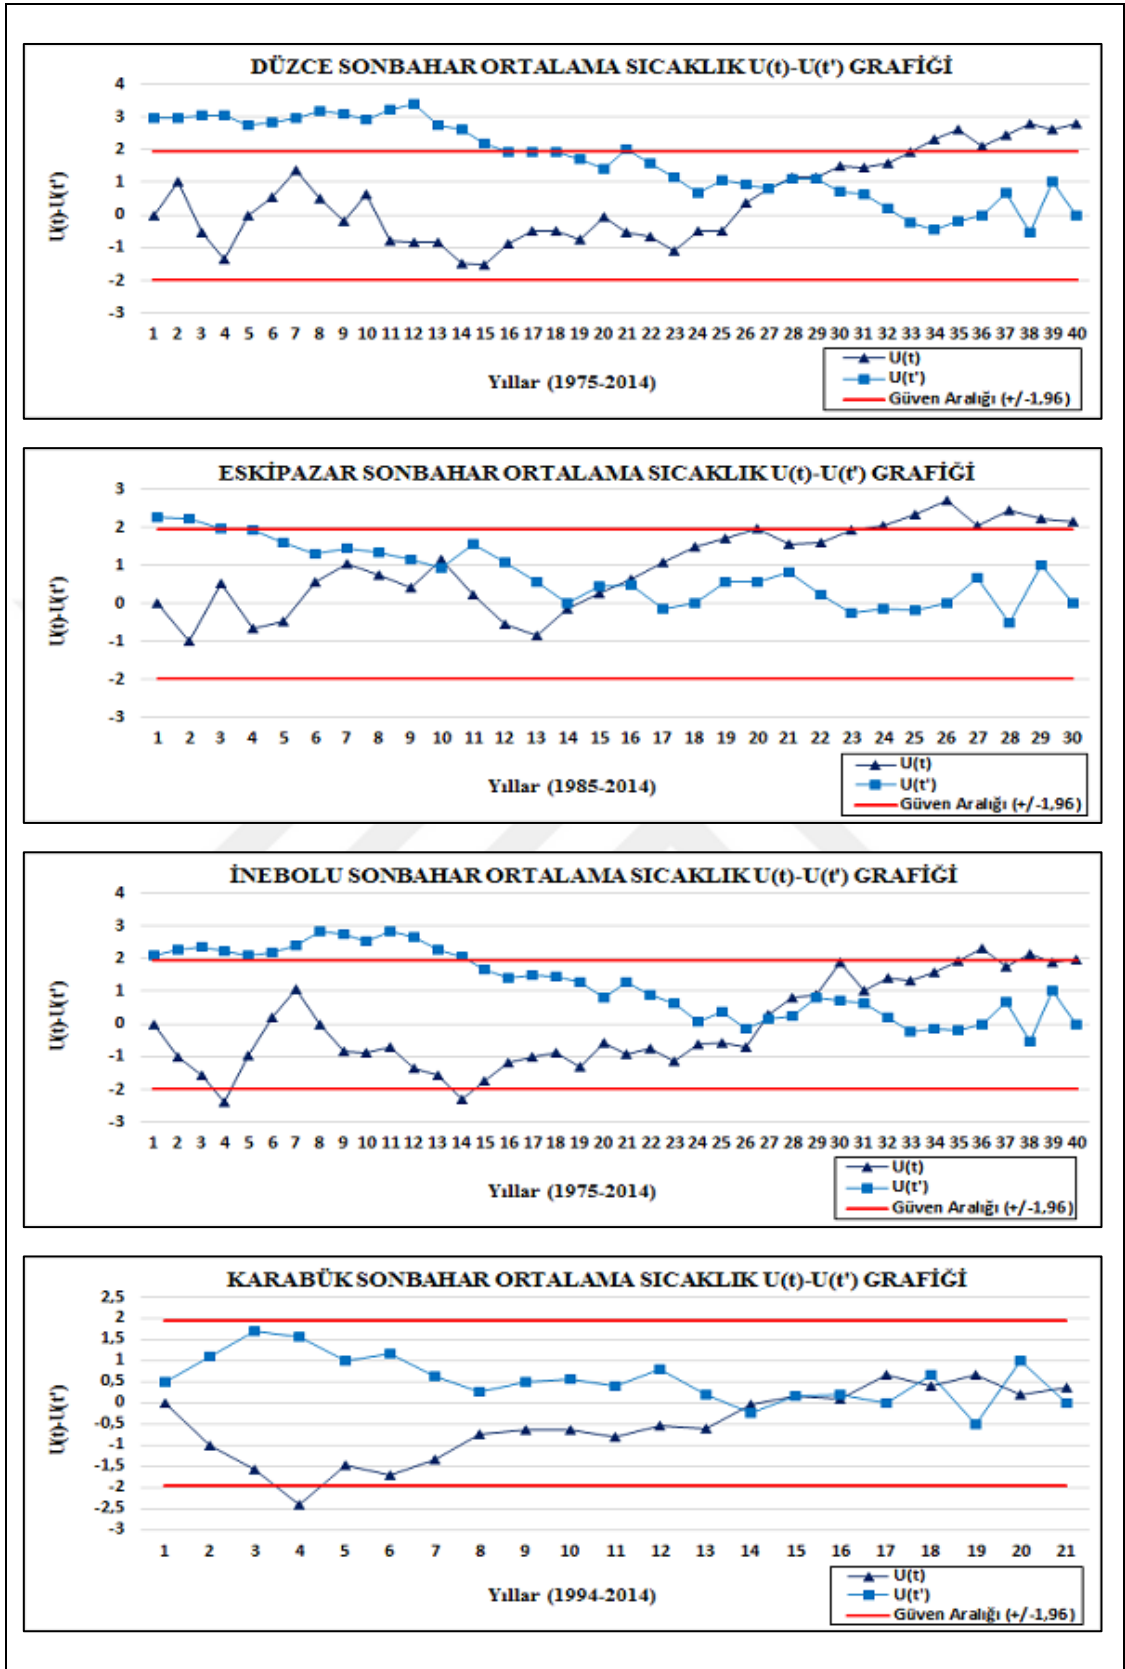 DÜZCE SONBAHAR ORTALAMA SICAKLIK U(t)-U(t') GRAFİĞİ
4
3
2
1
0
-1
-2
-3
U(t)-U(t')
1 2 3 4 5 6 7 8 9 10 11 12 13 14 15 16 17 18 19 20 21 22 23 24 25 26 27 28 29 30 31 32 33 34 35 36 37 38 39 40
Yıllar (1975-2014)
U(t)
U(t')
Güven Aralığı (+/-1,96)
ESKİPAZAR SONBAHAR ORTALAMA SICAKLIK U(t)-U(t') GRAFİĞİ
3
2
1
0
-1
-2
-3
U(t)-U(t')
1 2 3 4 5 6 7 8 9 10 11 12 13 14 15 16 17 18 19 20 21 22 23 24 25 26 27 28 29 30
Yıllar (1985-2014)
U(t)
U(t')
Güven Aralığı (+/-1,96)
İNEBOLU SONBAHAR ORTALAMA SICAKLIK U(t)-U(t') GRAFİĞİ
4
3
2
1
0
-1
-2
-3
U(t)-U(t')
1 2 3 4 5 6 7 8 9 10 11 12 13 14 15 16 17 18 19 20 21 22 23 24 25 26 27 28 29 30 31 32 33 34 35 36 37 38 39 40
Yıllar (1975-2014)
U(t)
U(t')
Güven Aralığı (+/-1,96)
KARABÜK SONBAHAR ORTALAMA SICAKLIK U(t)-U(t') GRAFİĞİ
2,5
2
1,5
1
0,5
0
-0,5
-1
-1,5
-2
-2,5
-3
U(t)-U(t')
1 2 3 4 5 6 7 8 9 10 11 12 13 14 15 16 17 18 19 20 21
Yıllar (1994-2014)
U(t)
U(t')
Güven Aralığı (+/-1,96)